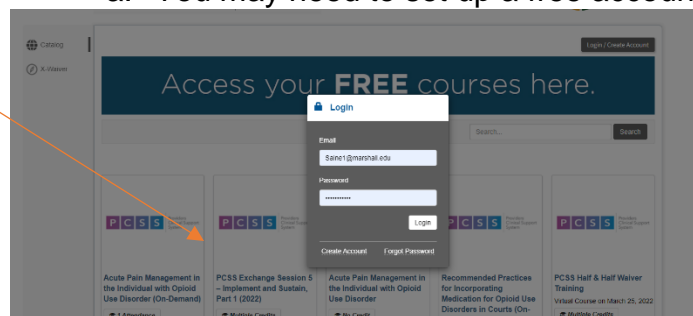 a. You may need to set up a free account
Catalog
X-Waiver
Login / Create Account
Access your FREE courses here.
Search...
Search
Login
Email
Saine1@marshall.edu
Password
Login
Create Account
Forgot Password
PCSS
PCSS
PCSS
PCSS
Acute Pain Management in
the Individual with Opioid
Use Disorder (On-Demand)
1 Attendance
PCSS Exchange Session 5
– Implement and Sustain,
Part 1 (2022)
Multiple Credits
Acute Pain Management in
the Individual with Opioid
Use Disorder
No Credits
Recommended Practices
for Incorporating
Medication for Opioid Use
Disorders in Courts (On-
PCSS Half & Half Waiver
Training
Virtual Course on March 25, 2022
Multiple Credits